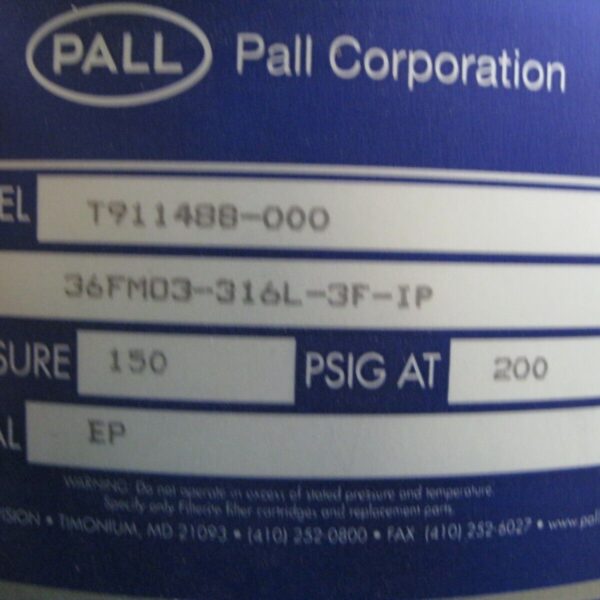 PALL Pall Corporation
EL T911488-000
36FM03-316L-3F-IP
SURE 150 PSIG AT 200
AL EP
WARNING: Do not operate in excess of stated pressure and temperature.
Specify only Filterite filter cartridges and replacement parts.
ISION • TIMONIUM, MD 21093 • (410) 252-0800 • FAX (410) 252-6027 • www.pall